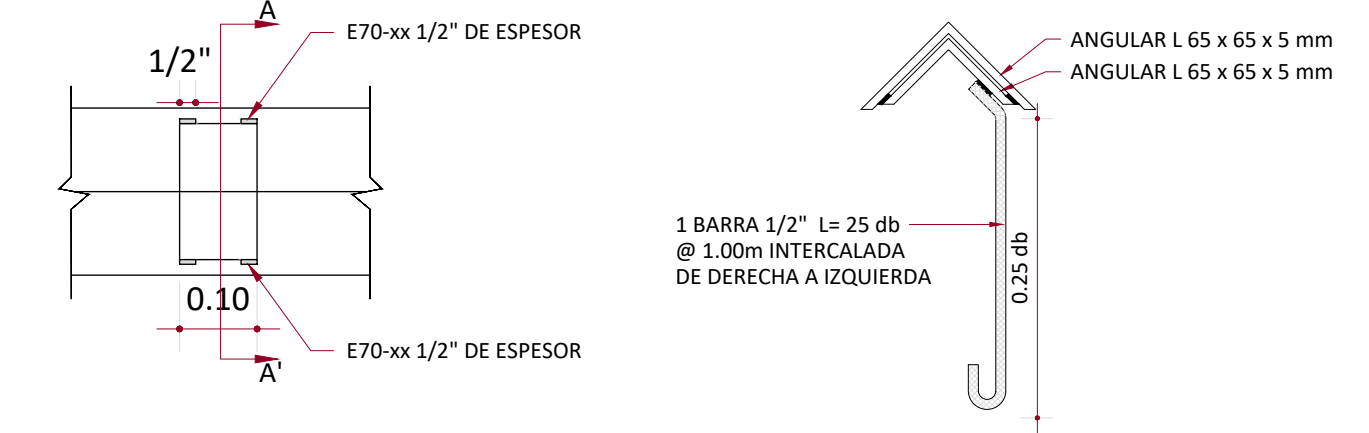 A
E70-xx 1/2" DE ESPESOR
1/2"
0.10
E70-xx 1/2" DE ESPESOR
A'
ANGULAR L 65 x 65 x 5 mm
ANGULAR L 65 x 65 x 5 mm
1 BARRA 1/2" L= 25 db
@ 1.00m INTERCALADA
DE DERECHA A IZQUIERDA
0.25 db